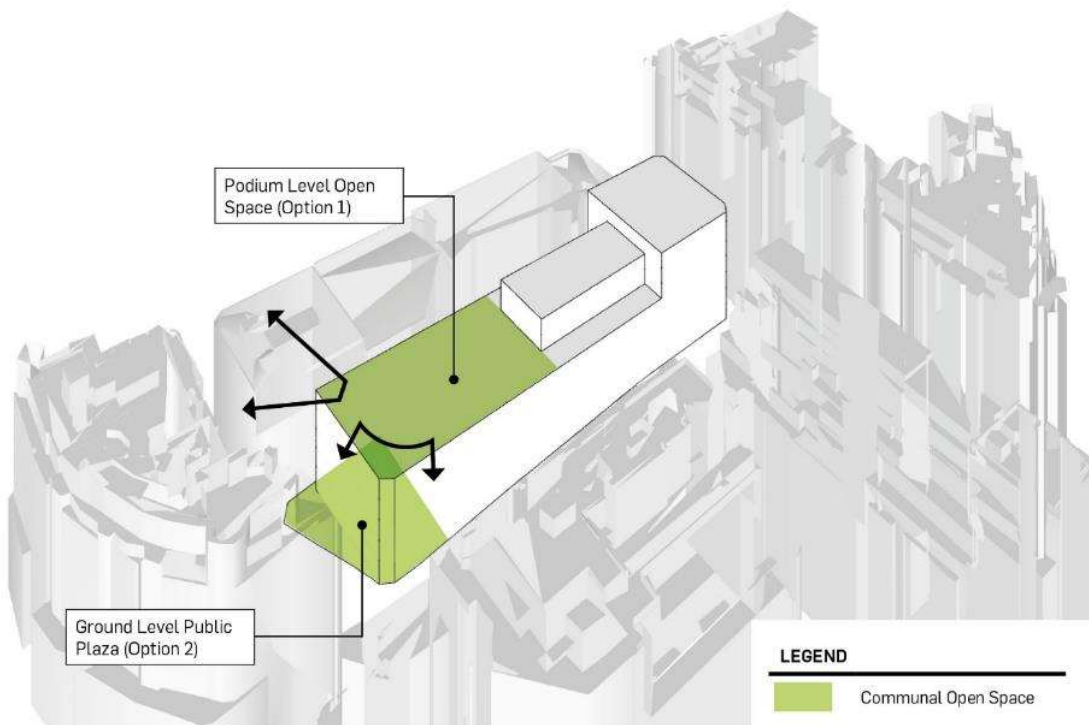 Podium Level Open
Space (Option 1)
Ground Level Public
Plaza (Option 2)
LEGEND
Communal Open Space